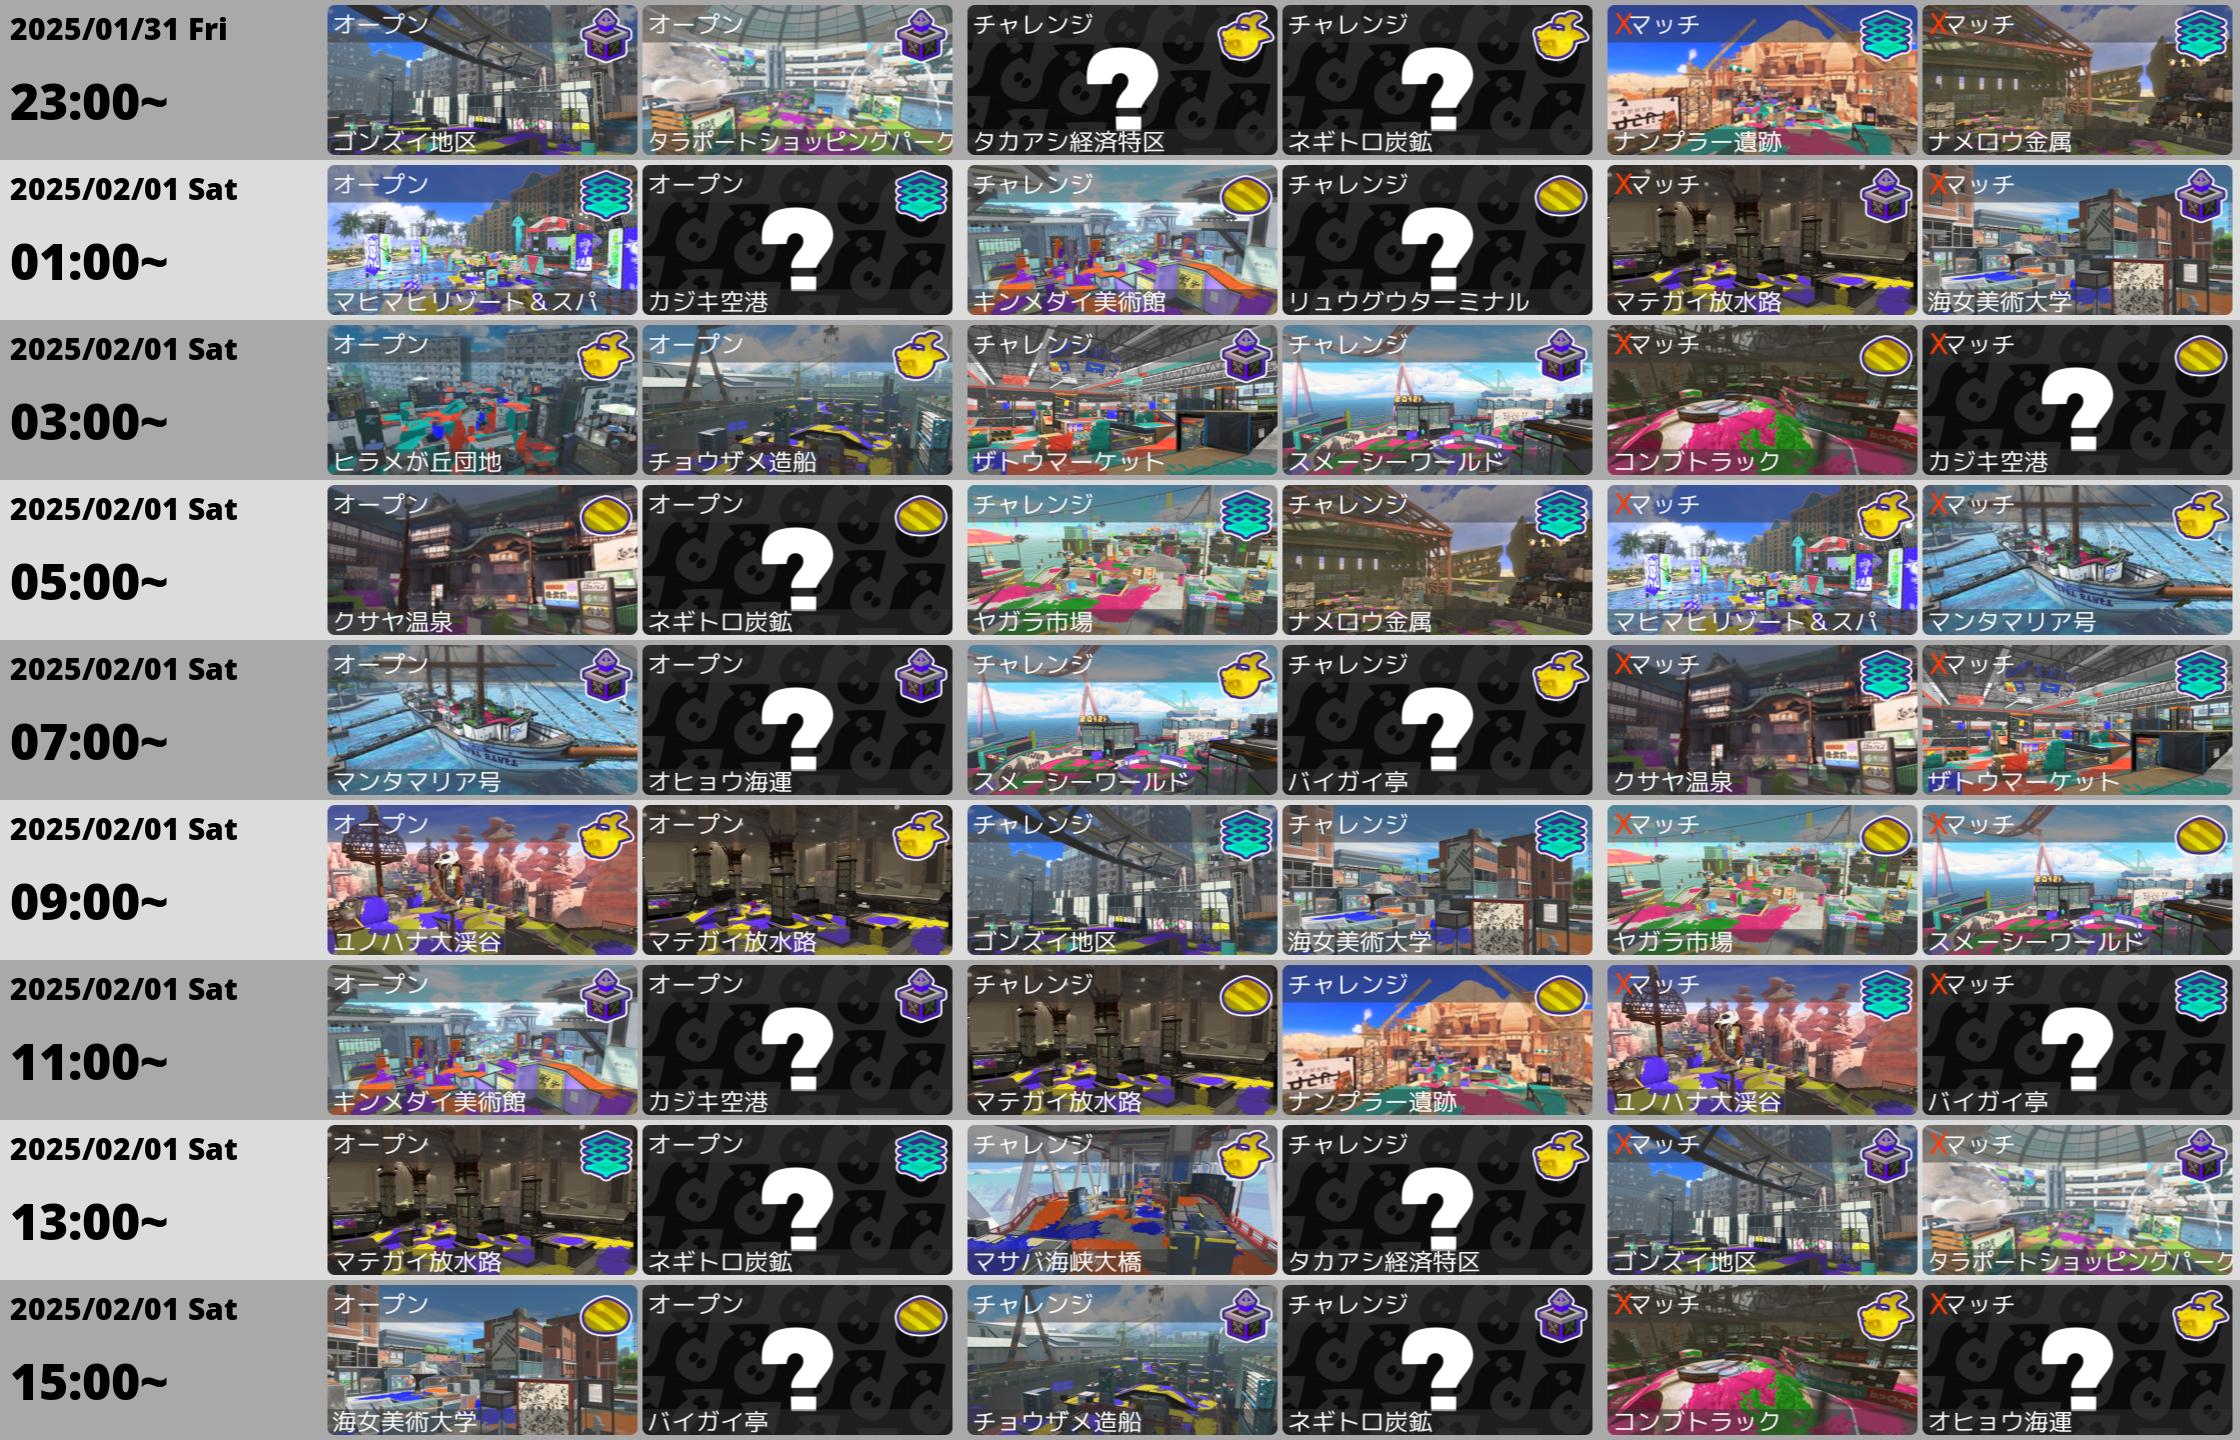 2025/01/31 Fri
23:00~
オープン
ゴンズイ地区
オープン
タラポートショッピングパーク
チャレンジ
タカアシ経済特区
チャレンジ
ネギトロ炭鉱
Xマッチ
ナンプラー遺跡
Xマッチ
ナメロウ金属
2025/02/01 Sat
01:00~
オープン
マヒマヒリゾート＆スパ
オープン
カジキ空港
チャレンジ
キンメダイ美術館
チャレンジ
リュウグウターミナル
Xマッチ
マテガイ放水路
Xマッチ
海女美術大学
2025/02/01 Sat
03:00~
オープン
ヒラメが丘団地
オープン
チョウザメ造船
チャレンジ
ザトウマーケット
チャレンジ
スメーシーワールド
Xマッチ
コンブトラック
Xマッチ
カジキ空港
2025/02/01 Sat
05:00~
オープン
クサヤ温泉
オープン
ネギトロ炭鉱
チャレンジ
ヤガラ市場
チャレンジ
ナメロウ金属
Xマッチ
マヒマヒリゾート＆スパ
Xマッチ
マンタマリア号
2025/02/01 Sat
07:00~
オープン
マンタマリア号
オープン
オヒョウ海運
チャレンジ
スメーシーワールド
チャレンジ
バイガイ亭
Xマッチ
クサヤ温泉
Xマッチ
ザトウマーケット
2025/02/01 Sat
09:00~
オープン
ユノハナ大渓谷
オープン
マテガイ放水路
チャレンジ
ゴンズイ地区
チャレンジ
海女美術大学
Xマッチ
ヤガラ市場
Xマッチ
スメーシーワールド
2025/02/01 Sat
11:00~
オープン
キンメダイ美術館
オープン
カジキ空港
チャレンジ
マテガイ放水路
チャレンジ
ナンプラー遺跡
Xマッチ
ユノハナ大渓谷
Xマッチ
バイガイ亭
2025/02/01 Sat
13:00~
オープン
マテガイ放水路
オープン
ネギトロ炭鉱
チャレンジ
マサバ海峡大橋
チャレンジ
タカアシ経済特区
Xマッチ
ゴンズイ地区
Xマッチ
タラポートショッピングパーク
2025/02/01 Sat
15:00~
オープン
海女美術大学
オープン
バイガイ亭
チャレンジ
チョウザメ造船
チャレンジ
ネギトロ炭鉱
Xマッチ
コンブトラック
Xマッチ
オヒョウ海運